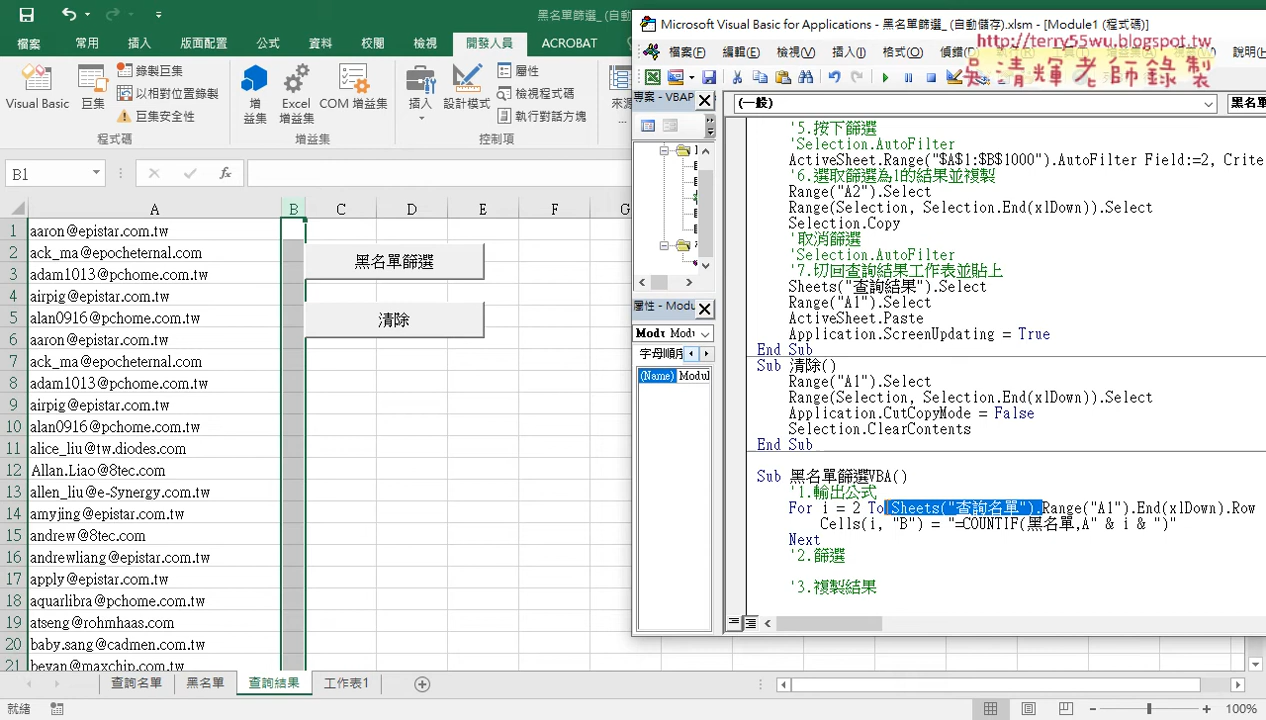 黑名單篩選_(自動
檔案 常用 插入 版面配置 公式 資料 校閱 檢視 開發人員 ACROBAT
Visual Basic 巨集 錄製巨集 以相對位置錄製 巨集安全性 程式碼
增益集 Excel 增益集 COM 增益集 增益集
插入 設計模式 屬性 檢視程式碼 執行對話方塊 控制項
B1
fx
A B C D E F G
1 aaron@epistar.com.tw
2 ack_ma@epocheternal.com
3 adam1013@pchome.com.tw
4 airpig@epistar.com.tw
5 alan0916@pchome.com.tw
6 aaron@epistar.com.tw
7 ack_ma@epocheternal.com
8 adam1013@pchome.com.tw
9 airpig@epistar.com.tw
10 alan0916@pchome.com.tw
11 alice_liu@tw.diodes.com
12 Allan.Liao@8tec.com
13 allen_liu@e-Synergy.com.tw
14 amyjing@epistar.com.tw
15 andrew@8tec.com
16 andrewliang@epistar.com.tw
17 apply@epistar.com.tw
18 aquarlibra@pchome.com.tw
19 atseng@rohmhaas.com
20 baby.sang@cadmen.com.tw
21 bevan@maxchip.com.tw
黑名單篩選
清除
查詢名單 黑名單 查詢結果 工作表1
就緒
100%
Microsoft Visual Basic for Applications - 黑名單篩選_ (自動儲存).xlsm - [Module1 (程式碼)]
http://terry55wu.blogspot.tw
檔案(F) 編輯(E) 檢視(V) 插入(I) 格式(O)
吳清輝老師錄製
專案 - VBAP
(一般)
屬性 - Modu
Modu Modu
字母順序
(Name) Modul
'5.按下篩選
'Selection.AutoFilter
ActiveSheet.Range("$A$1:$B$1000").AutoFilter Field:=2, Crite
'6.選取篩選為1的結果並複製
Range("A2").Select
Range(Selection, Selection.End(xlDown)).Select
Selection.Copy
'取消篩選
'Selection.AutoFilter
'7.切回查詢結果工作表並貼上
Sheets("查詢結果").Select
Range("A1").Select
ActiveSheet.Paste
Application.ScreenUpdating = True
End Sub
Sub 清除()
Range("A1").Select
Range(Selection, Selection.End(xlDown)).Select
Application.CutCopyMode = False
Selection.ClearContents
End Sub
Sub 黑名單篩選VBA()
'1.輸出公式
For i = 2 To Sheets("查詢名單").Range("A1").End(xlDown).Row
Cells(i, "B") = "=COUNTIF(黑名單,A" & i & ")"
Next
'2.篩選
'3.複製結果